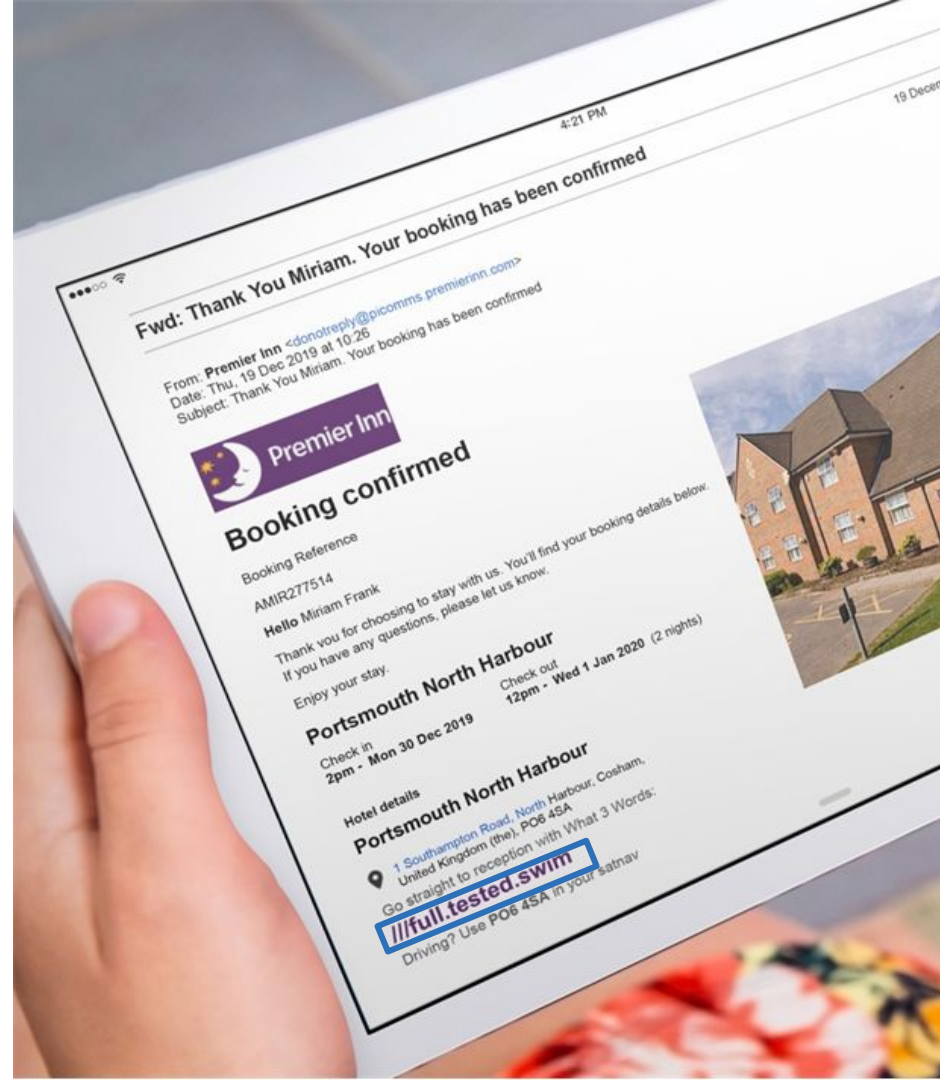 4:21 PM
19 Decem
Fwd: Thank You Miriam. Your booking has been confirmed
From: Premier Inn <donotreply@picomms.premierinn.com>
Date: Thu, 19 Dec 2019 at 10:26
Subject: Thank You Miriam. Your booking has been confirmed
Premier Inn
Booking confirmed
Booking Reference
AMIR277514
Hello Miriam Frank
Thank you for choosing to stay with us. You'll find your booking details below.
If you have any questions, please let us know.
Enjoy your stay.
Portsmouth North Harbour
Check in
2pm - Mon 30 Dec 2019
Check out
12pm - Wed 1 Jan 2020 (2 nights)
Hotel details
Portsmouth North Harbour
1 Southampton Road, North Harbour, Cosham,
United Kingdom (the), PO6 4SA
Go straight to reception with What 3 Words:
///full.tested.swim
Driving? Use PO6 4SA in your satnav